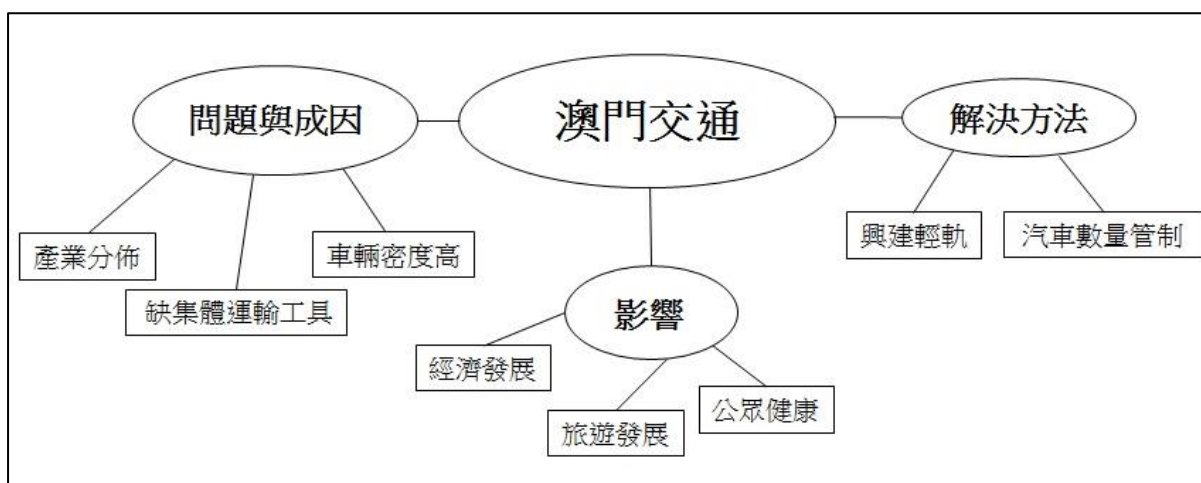 澳門交通
問題與成因
產業分佈
缺集體運輸工具
車輛密度高
影響
經濟發展
旅遊發展
公眾健康
解決方法
興建輕軌
汽車數量管制